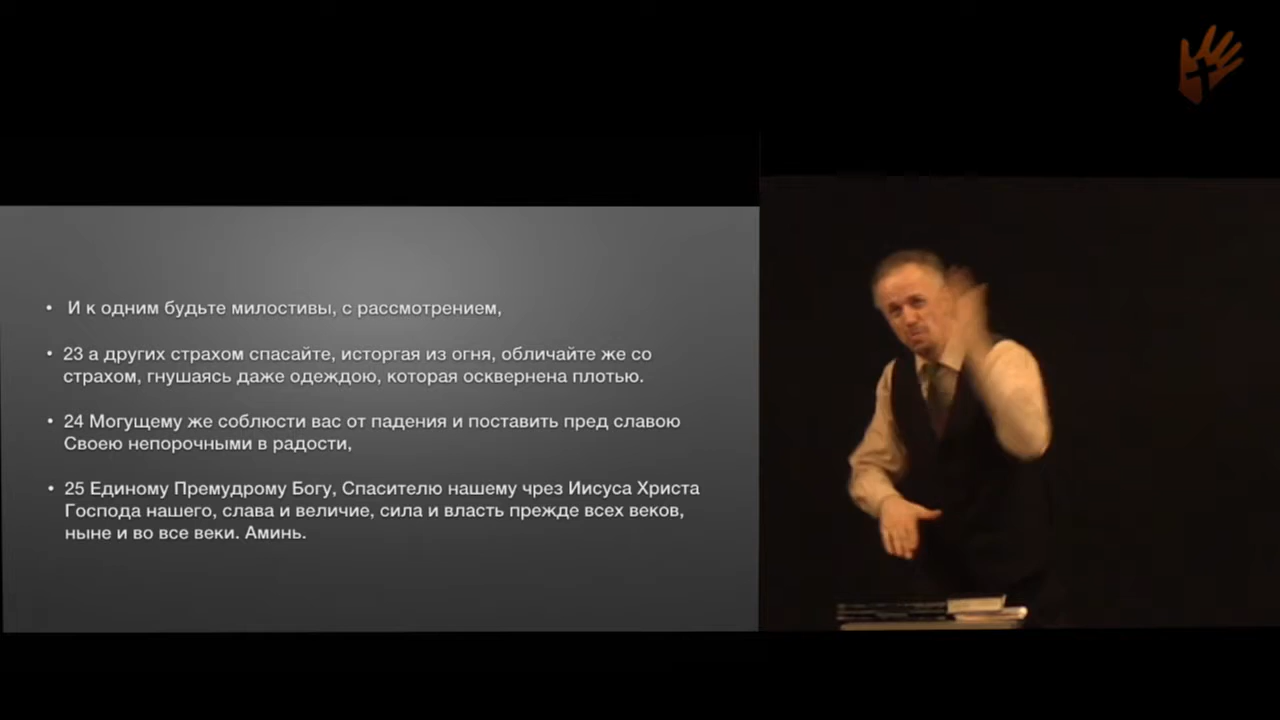 • И к одним будьте милостивы, с рассмотрением,
• 23 а других страхом спасайте, исторгая из огня, обличайте же со
страхом, гнушаясь даже одеждою, которая осквернена плотью.
• 24 Могущему же соблюсти вас от падения и поставить пред славою
Своею непорочными в радости,
• 25 Единому Премудрому Богу, Спасителю нашему чрез Иисуса Христа
Господа нашего, слава и величие, сила и власть прежде всех веков,
ныне и во все веки. Аминь.